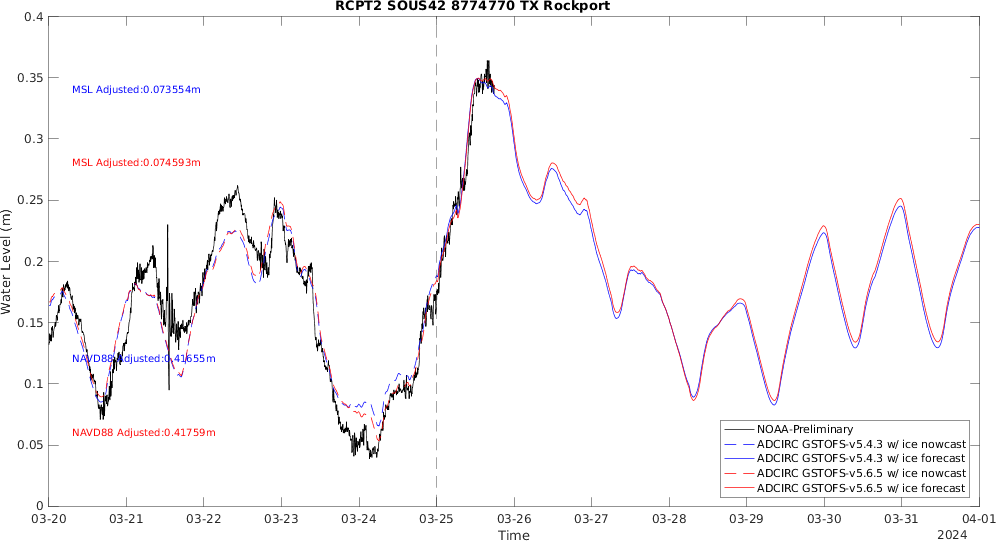 RCPT2 SOUS42 8774770 TX Rockport
0.4
0.35
0.3
0.25
0.2
0.15
0.1
0.05
0
Water Level (m)
MSL Adjusted:0.073554m
MSL Adjusted:0.074593m
NAVD88 Adjusted:0.41655m
NAVD88 Adjusted:0.41759m
NOAA-Preliminary
ADCIRC GSTOFS-v5.4.3 w/ ice nowcast
ADCIRC GSTOFS-v5.4.3 w/ ice forecast
ADCIRC GSTOFS-v5.6.5 w/ ice nowcast
ADCIRC GSTOFS-v5.6.5 w/ ice forecast
03-20 03-21 03-22 03-23 03-24 03-25 03-26 03-27 03-28 03-29 03-30 03-31 04-01
Time
2024